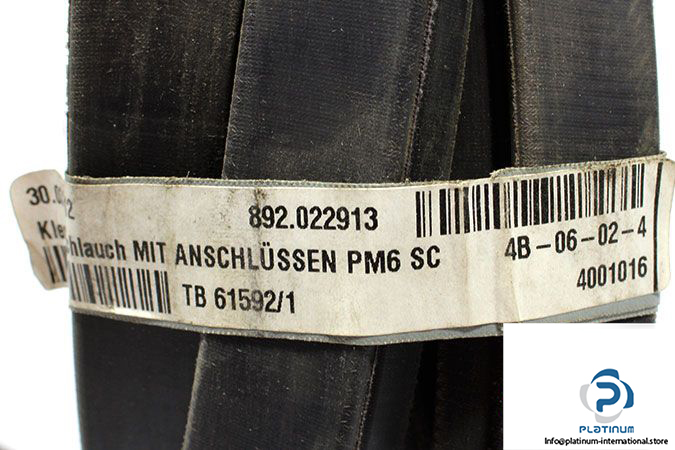 30.0
2
892.022913
Kle
hlauch MIT ANSCHLÜSSEN PM6 SC
4B-06-02-4
TB 61592/1
4001016
PLATINUM
Info@platinum-international.store